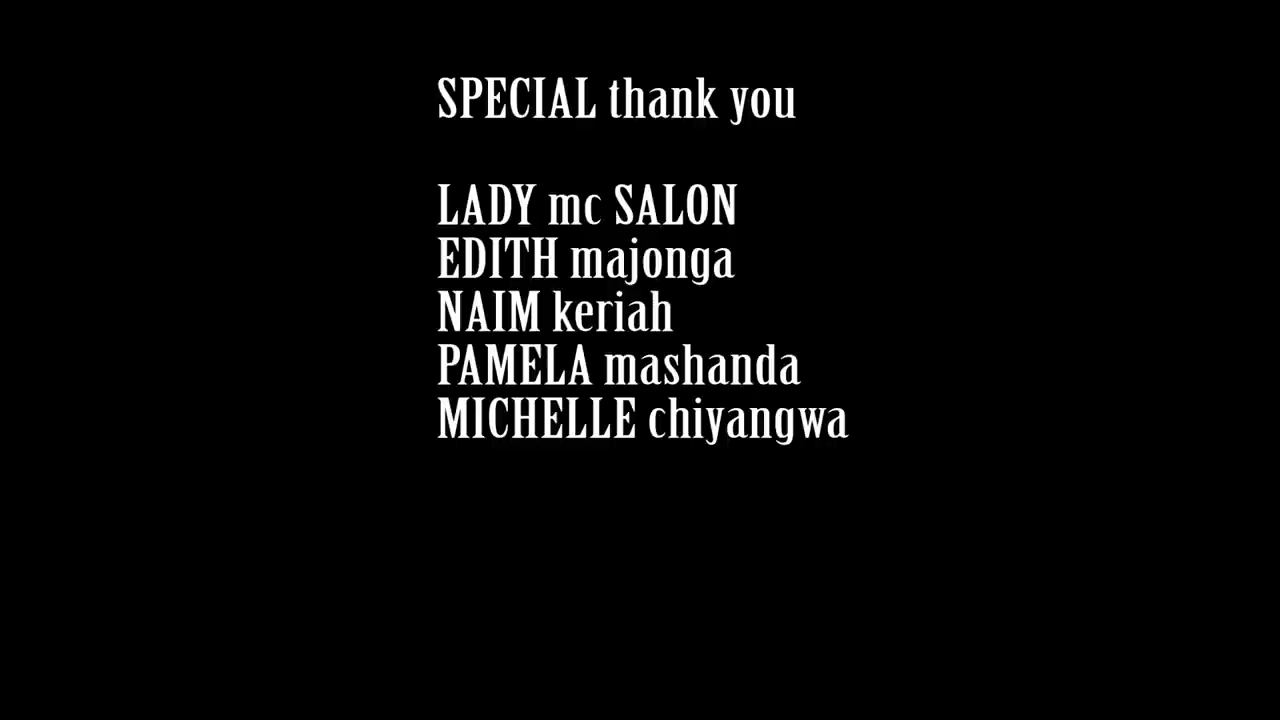 SPECIAL thank you
LADY mc SALON
EDITH majonga
NAIM keriah
PAMELA mashanda
MICHELLE chiyangwa